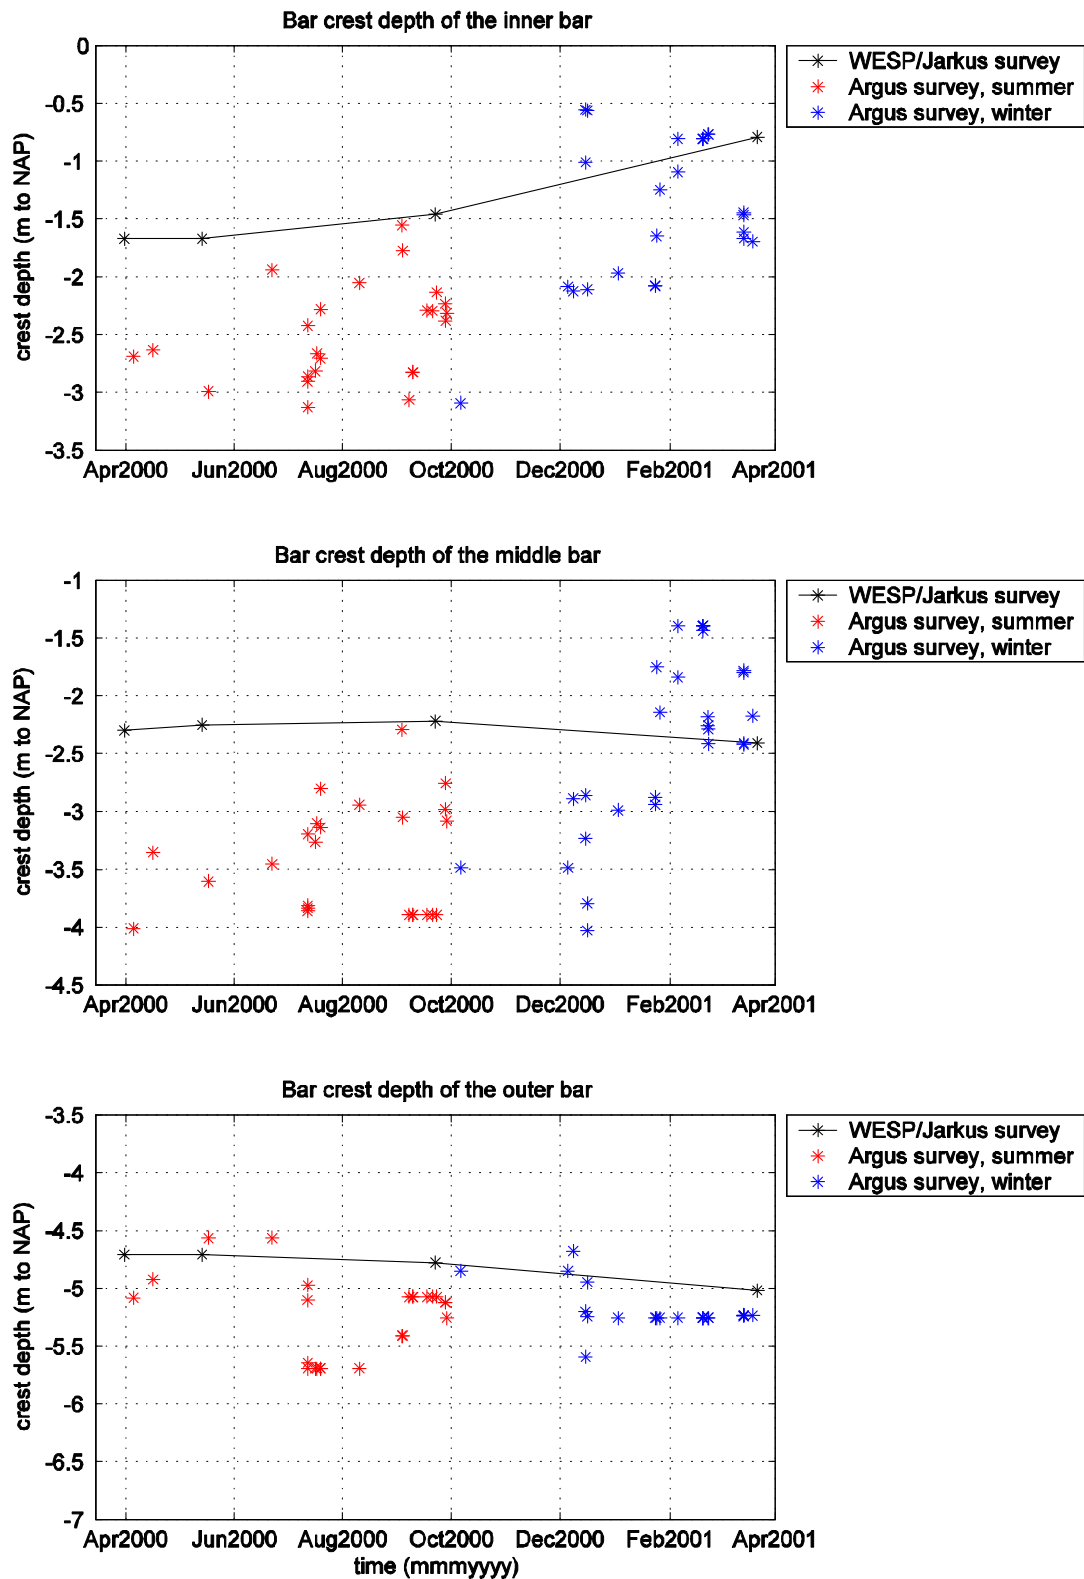 Bar crest depth of the inner bar
0
-0.5
-1
-1.5
-2
-2.5
-3
-3.5
crest depth (m to NAP)
Apr2000 Jun2000 Aug2000 Oct2000 Dec2000 Feb2001 Apr2001
WESP/Jarkus survey
Argus survey, summer
Argus survey, winter
Bar crest depth of the middle bar
-1
-1.5
-2
-2.5
-3
-3.5
-4
-4.5
crest depth (m to NAP)
Apr2000 Jun2000 Aug2000 Oct2000 Dec2000 Feb2001 Apr2001
WESP/Jarkus survey
Argus survey, summer
Argus survey, winter
Bar crest depth of the outer bar
-3.5
-4
-4.5
-5
-5.5
-6
-6.5
-7
crest depth (m to NAP)
Apr2000 Jun2000 Aug2000 Oct2000 Dec2000 Feb2001 Apr2001
time (mmmyyyy)
WESP/Jarkus survey
Argus survey, summer
Argus survey, winter